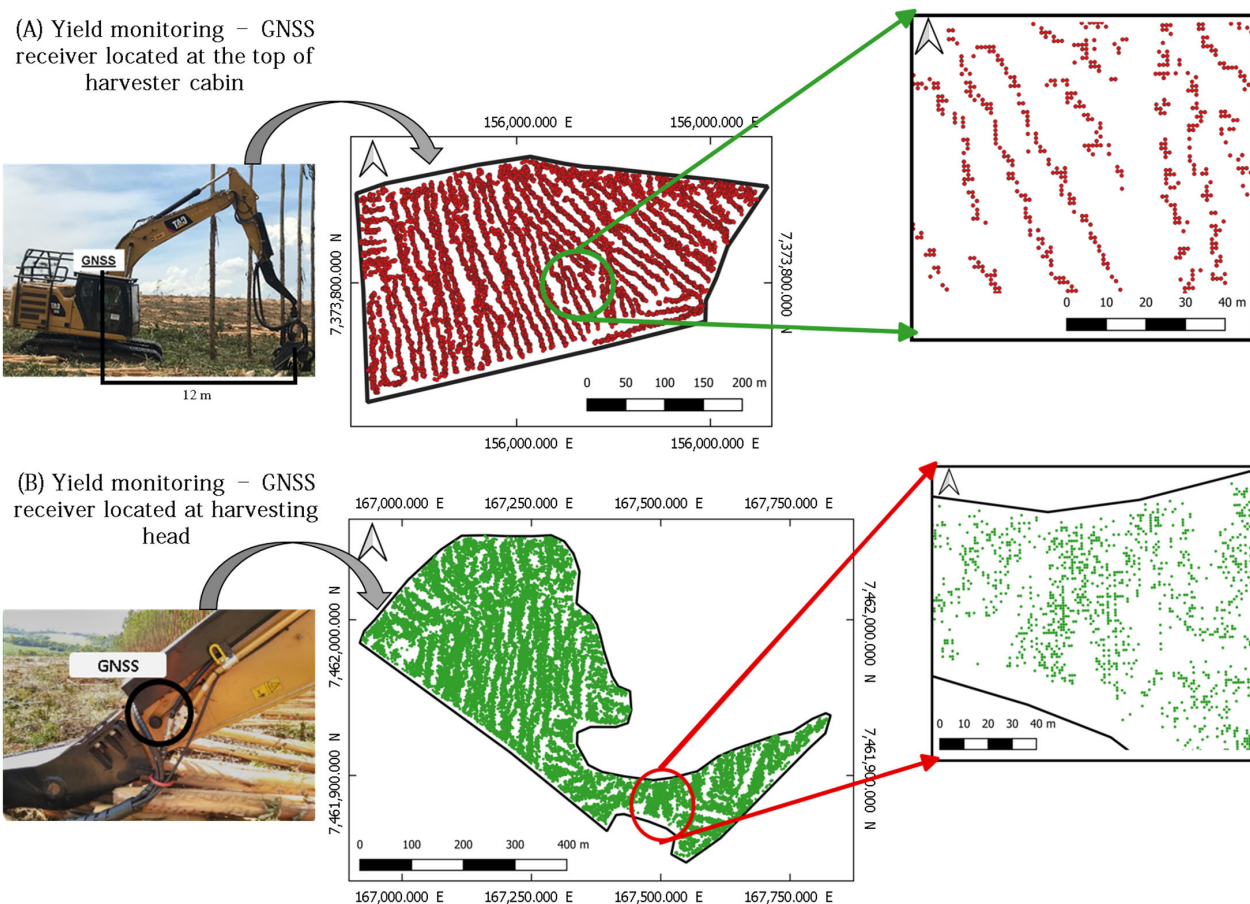 (A) Yield monitoring – GNSS
receiver located at the top of
harvester cabin
GNSS
12 m
156,000.000 E
156,000.000 E
7,373,800.000 N
7,373,800.000 N
0 50 100 150 200 m
156,000.000 E
156,000.000 E
0 10 20 30 40 m
(B) Yield monitoring – GNSS
receiver located at harvesting
head
GNSS
167,000.000 E
167,250.000 E
167,500.000 E
167,750.000 E
7,462,000.000 N
7,461,900.000 N
7,462,000.000 N
7,461,900.000 N
0 100 200 300 400 m
167,000.000 E
167,250.000 E
167,500.000 E
167,750.000 E
0 10 20 30 40 m